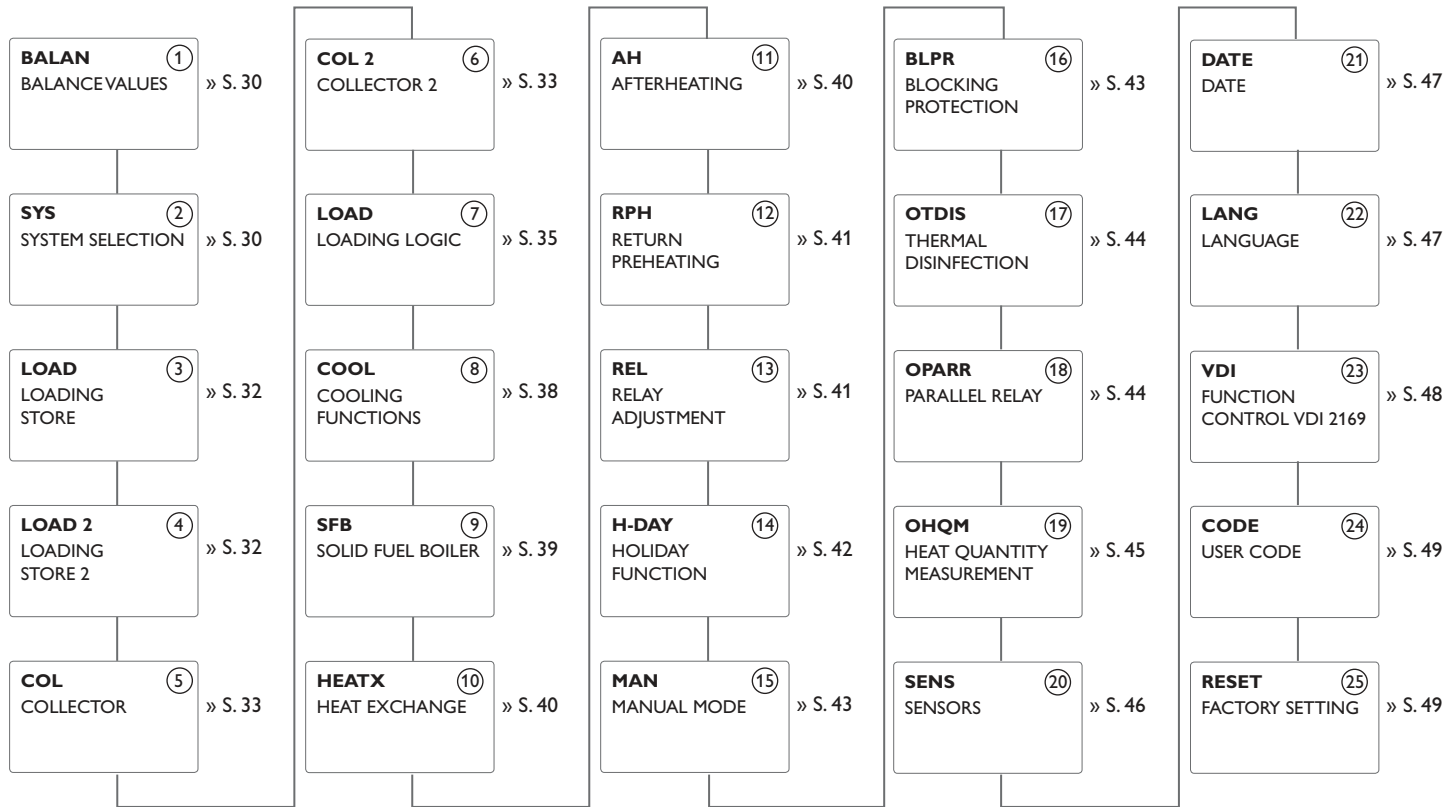 BALAN 1
BALANCE VALUES
» S. 30
SYS 2
SYSTEM SELECTION
» S. 30
LOAD 3
LOADING
STORE
» S. 32
LOAD 2 4
LOADING
STORE 2
» S. 32
COL 5
COLLECTOR
» S. 33
COL 2 6
COLLECTOR 2
» S. 33
LOAD 7
LOADING LOGIC
» S. 35
COOL 8
COOLING
FUNCTIONS
» S. 38
SFB 9
SOLID FUEL BOILER
» S. 39
HEATX 10
HEAT EXCHANGE
» S. 40
AH 11
AFTERHEATING
» S. 40
RPH 12
RETURN
PREHEATING
» S. 41
REL 13
RELAY
ADJUSTMENT
» S. 41
H-DAY 14
HOLIDAY
FUNCTION
» S. 42
MAN 15
MANUAL MODE
» S. 43
BLPR 16
BLOCKING
PROTECTION
» S. 43
OTDIS 17
THERMAL
DISINFECTION
» S. 44
OPARR 18
PARALLEL RELAY
» S. 44
OHQM 19
HEAT QUANTITY
MEASUREMENT
» S. 45
SENS 20
SENSORS
» S. 46
DATE 21
DATE
» S. 47
LANG 22
LANGUAGE
» S. 47
VDI 23
FUNCTION
CONTROL VDI 2169
» S. 48
CODE 24
USER CODE
» S. 49
RESET 25
FACTORY SETTING
» S. 49